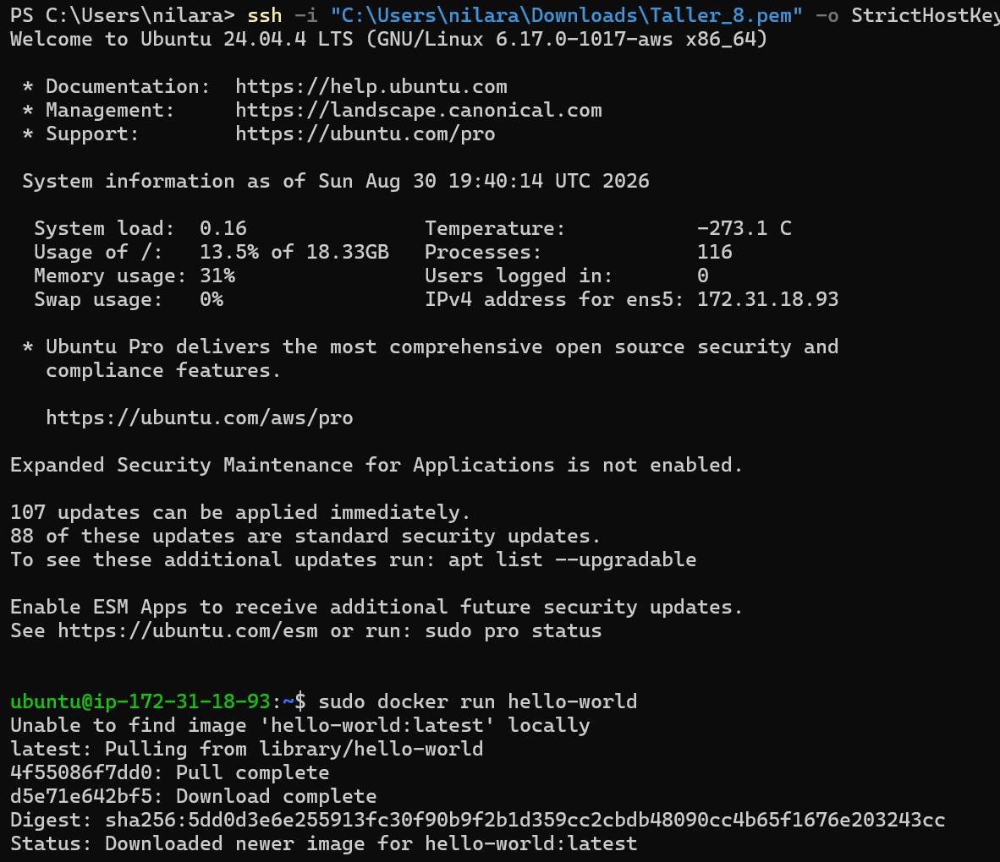 PS C:\Users\nilara> ssh -i "C:\Users\nilara\Downloads\Taller_8.pem" -o StrictHostKey
Welcome to Ubuntu 24.04.4 LTS (GNU/Linux 6.17.0-1017-aws x86_64)
* Documentation:  https://help.ubuntu.com
* Management:     https://landscape.canonical.com
* Support:        https://ubuntu.com/pro
System information as of Sun Aug 30 19:40:14 UTC 2026
System load:  0.16               Temperature:           -273.1 C
Usage of /:   13.5% of 18.33GB   Processes:             116
Memory usage: 31%                Users logged in:       0
Swap usage:   0%                 IPv4 address for ens5: 172.31.18.93
* Ubuntu Pro delivers the most comprehensive open source security and
compliance features.
https://ubuntu.com/aws/pro
Expanded Security Maintenance for Applications is not enabled.
107 updates can be applied immediately.
88 of these updates are standard security updates.
To see these additional updates run: apt list --upgradable
Enable ESM Apps to receive additional future security updates.
See https://ubuntu.com/esm or run: sudo pro status
ubuntu@ip-172-31-18-93:~$ sudo docker run hello-world
Unable to find image 'hello-world:latest' locally
latest: Pulling from library/hello-world
4f55086f7dd0: Pull complete
d5e71e642bf5: Download complete
Digest: sha256:5dd0d3e6e255913fc30f90b9f2b1d359cc2cbdb48090cc4b65f1676e203243cc
Status: Downloaded newer image for hello-world:latest